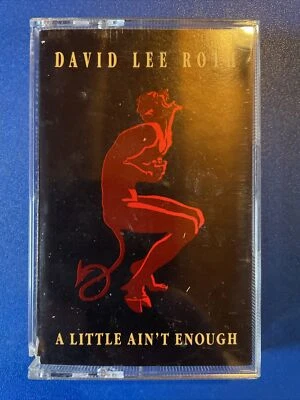 DAVID LEE ROTH
A LITTLE AIN'T ENOUGH